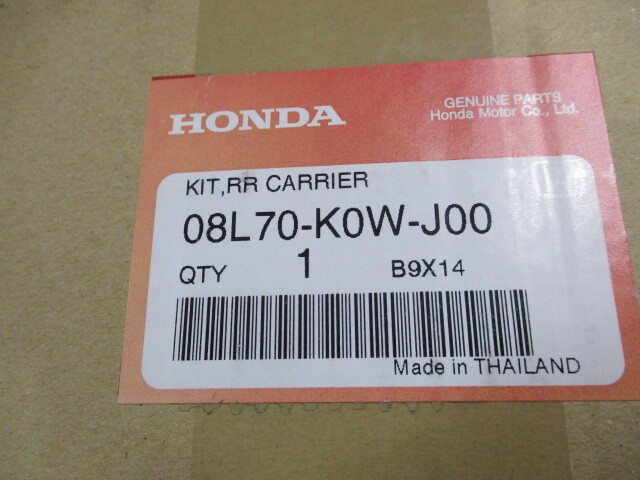 HONDA
GENUINE PARTS
Honda Motor Co., Ltd.
KIT,RR CARRIER
08L70-K0W-J00
QTY 1 B9X14
Made in THAILAND